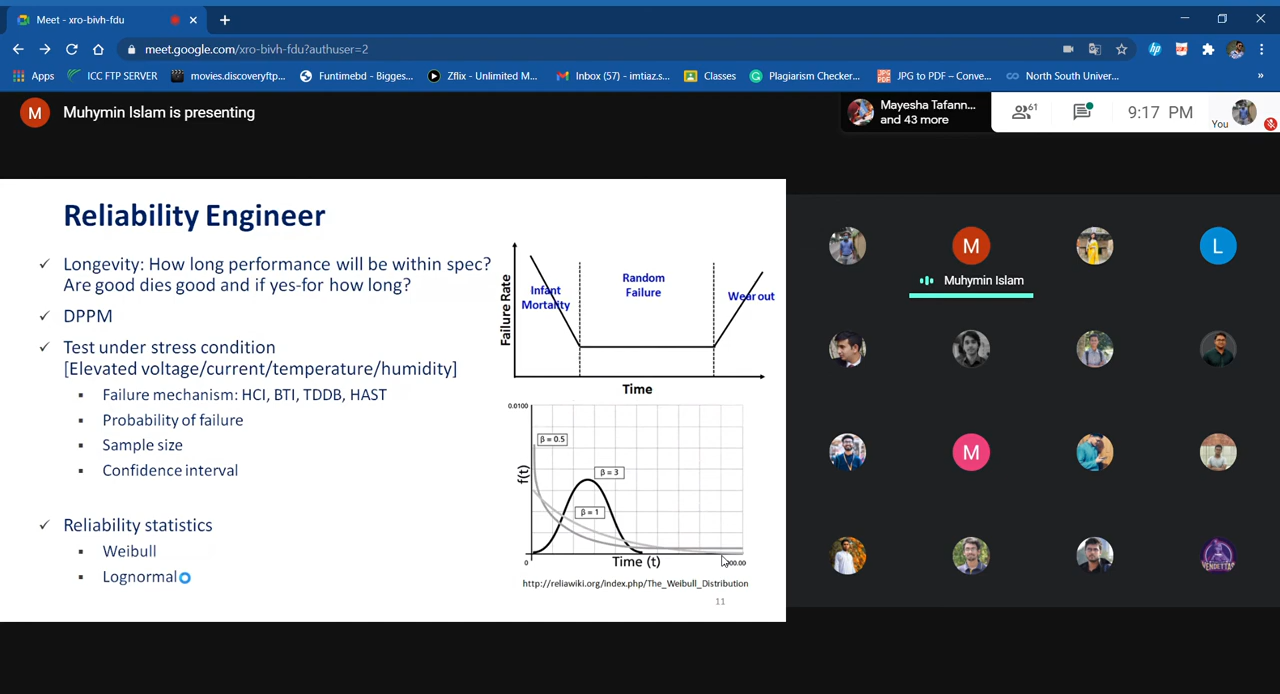 Meet - xro-bivh-fdu
meet.google.com/xro-bivh-fdu?authuser=2
Apps ICC FTP SERVER movies.discoveryftp... Funtimebd - Bigges... Zflix - Unlimited M... Inbox (57) - imtiaz.s... Classes Plagiarism Checker... JPG to PDF – Conve... North South Univer... »
M Muhymin Islam is presenting
Mayesha Tafann...
and 43 more
61
9:17 PM
You
Reliability Engineer
Longevity: How long performance will be within spec?
Are good dies good and if yes-for how long?
DPPM
Test under stress condition
[Elevated voltage/current/temperature/humidity]
Failure mechanism: HCI, BTI, TDDB, HAST
Probability of failure
Sample size
Confidence interval
Reliability statistics
Weibull
Lognormal
Failure Rate
Infant
Mortality
Random
Failure
Wear out
Time
0.0100
f(t)
β = 0.5
β = 3
β = 1
0
Time (t)
00.00
http://reliawiki.org/index.php/The_Weibull_Distribution
11
M
Muhymin Islam
L
M
VENDETTAS